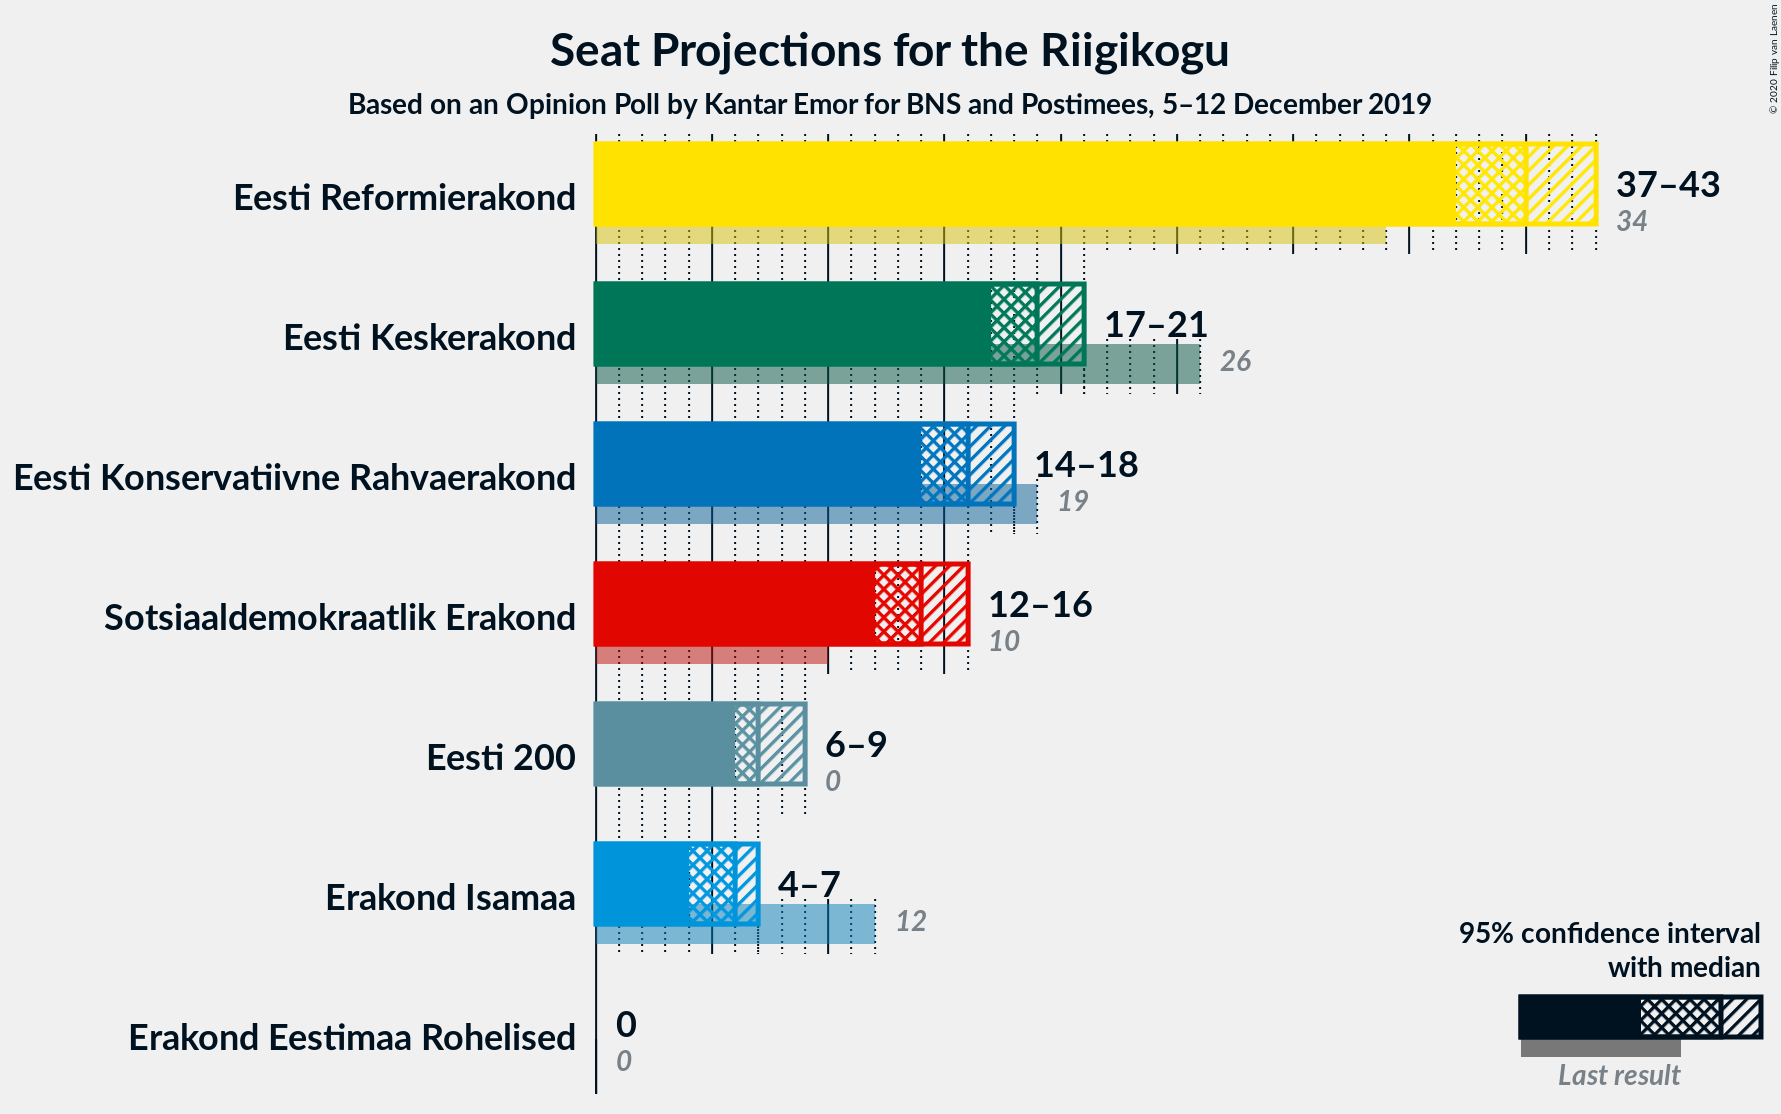 Seat Projections for the Riigikogu
Based on an Opinion Poll by Kantar Emor for BNS and Postimees, 5–12 December 2019
© 2020 Filip van Laenen
Eesti Reformierakond
37–43
34
Eesti Keskerakond
17–21
26
Eesti Konservatiivne Rahvaerakond
14–18
19
Sotsiaaldemokraatlik Erakond
12–16
10
Eesti 200
6–9
0
Erakond Isamaa
4–7
12
Erakond Eestimaa Rohelised
0
0
95% confidence interval
with median
Last result